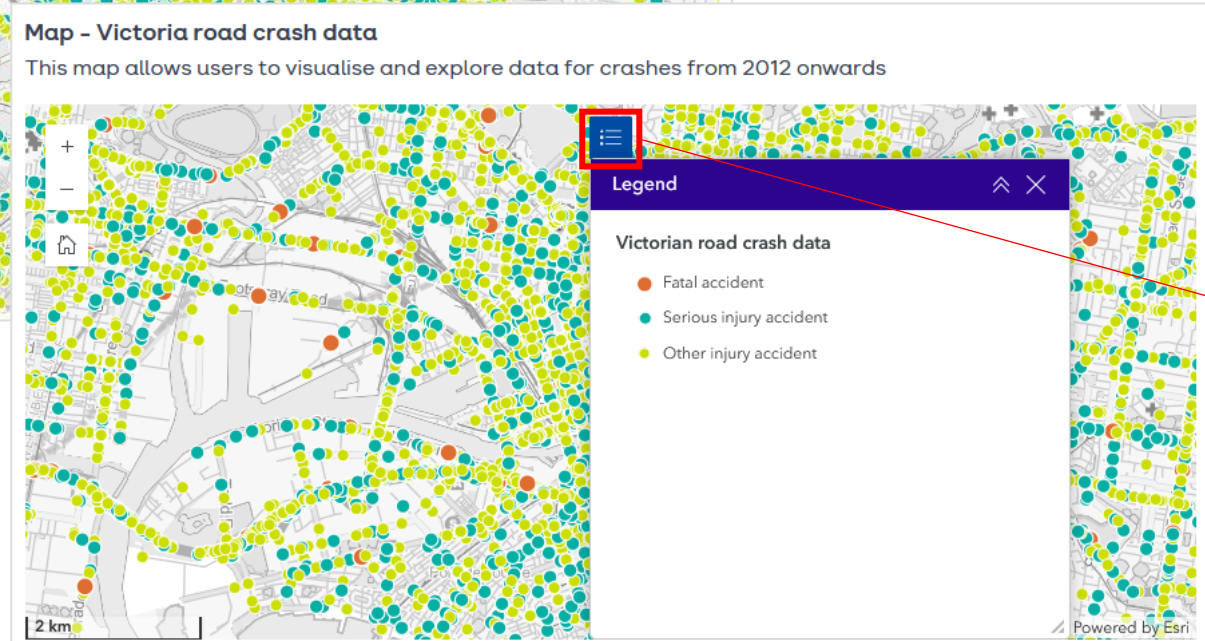 Map - Victoria road crash data
This map allows users to visualise and explore data for crashes from 2012 onwards
+
−
Legend
Victorian road crash data
Fatal accident
Serious injury accident
Other injury accident
2 km
Powered by Esri